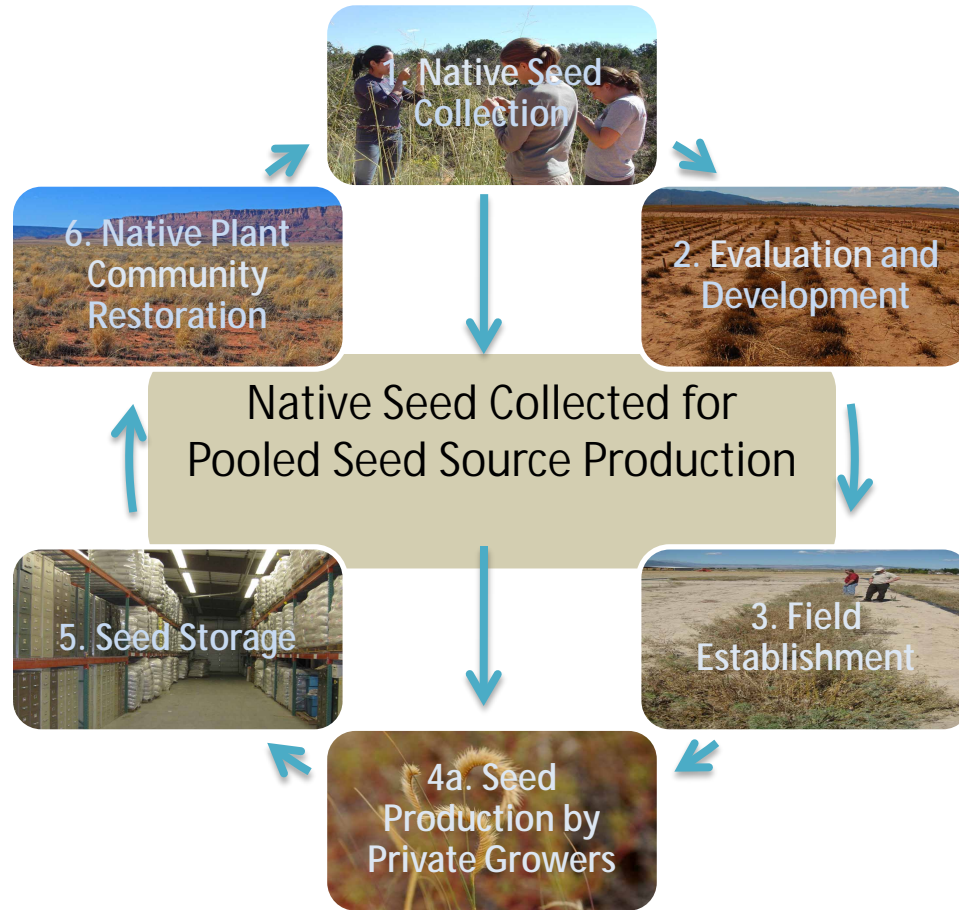 1. Native Seed
Collection
6. Native Plant
Community
Restoration
2. Evaluation and
Development
Native Seed Collected for
Pooled Seed Source Production
5. Seed Storage
3. Field
Establishment
4a. Seed
Production by
Private Growers